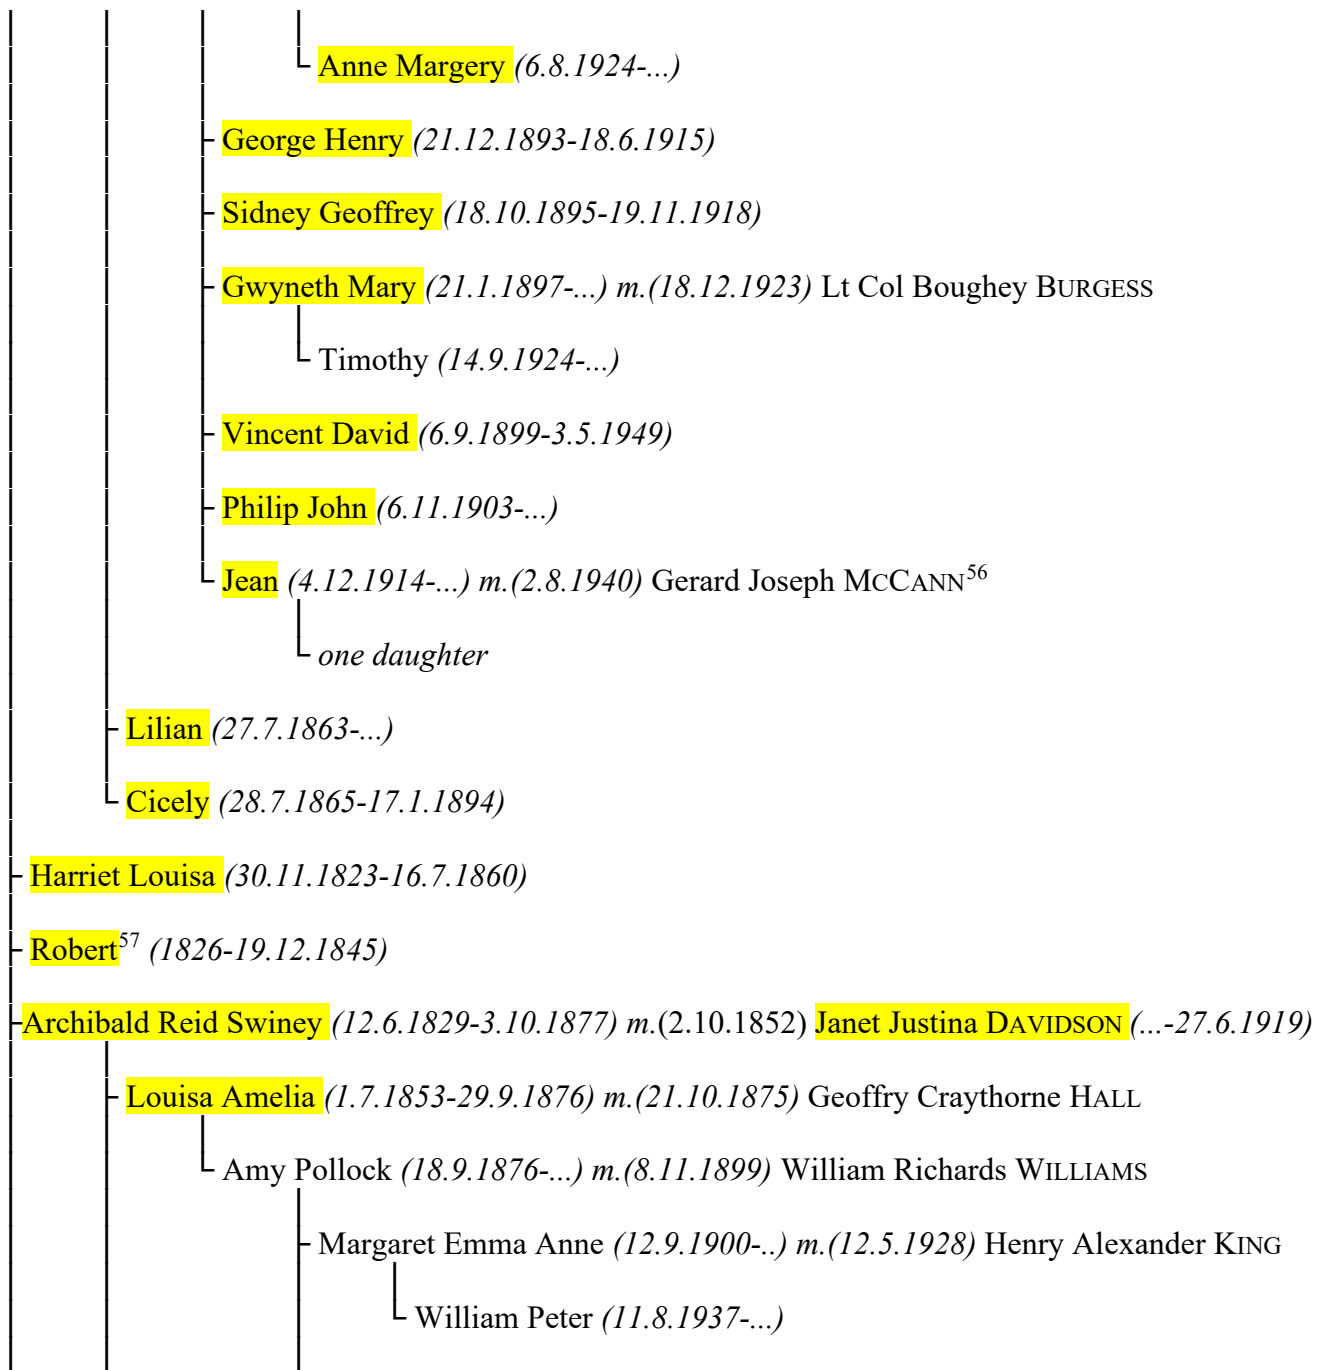 Anne Margery (6.8.1924-...)
George Henry (21.12.1893-18.6.1915)
Sidney Geoffrey (18.10.1895-19.11.1918)
Gwyneth Mary (21.1.1897-...) m.(18.12.1923) Lt Col Boughey BURGESS
Timothy (14.9.1924-...)
Vincent David (6.9.1899-3.5.1949)
Philip John (6.11.1903-...)
Jean (4.12.1914-...) m.(2.8.1940) Gerard Joseph MCCANN56
one daughter
Lilian (27.7.1863-...)
Cicely (28.7.1865-17.1.1894)
Harriet Louisa (30.11.1823-16.7.1860)
Robert57 (1826-19.12.1845)
Archibald Reid Swiney (12.6.1829-3.10.1877) m.(2.10.1852) Janet Justina DAVIDSON (...-27.6.1919)
Louisa Amelia (1.7.1853-29.9.1876) m.(21.10.1875) Geoffry Craythorne HALL
Amy Pollock (18.9.1876-...) m.(8.11.1899) William Richards WILLIAMS
Margaret Emma Anne (12.9.1900-..) m.(12.5.1928) Henry Alexander KING
William Peter (11.8.1937-...)